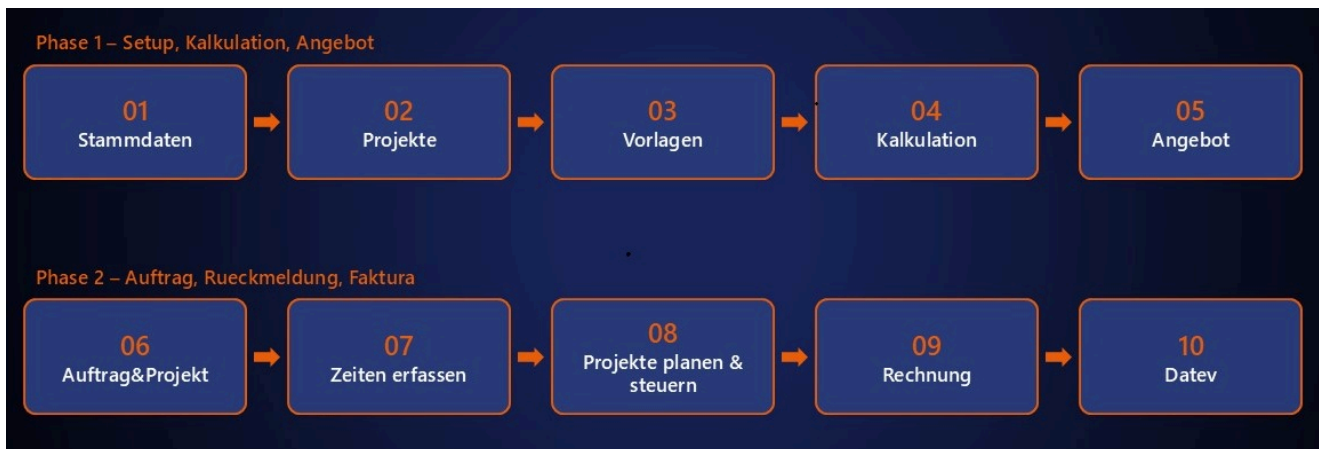 Phase 1 – Setup, Kalkulation, Angebot
01
Stammdaten
02
Projekte
03
Vorlagen
04
Kalkulation
05
Angebot
Phase 2 – Auftrag, Rueckmeldung, Faktura
06
Auftrag&Projekt
07
Zeiten erfassen
08
Projekte planen &
steuern
09
Rechnung
10
Datev